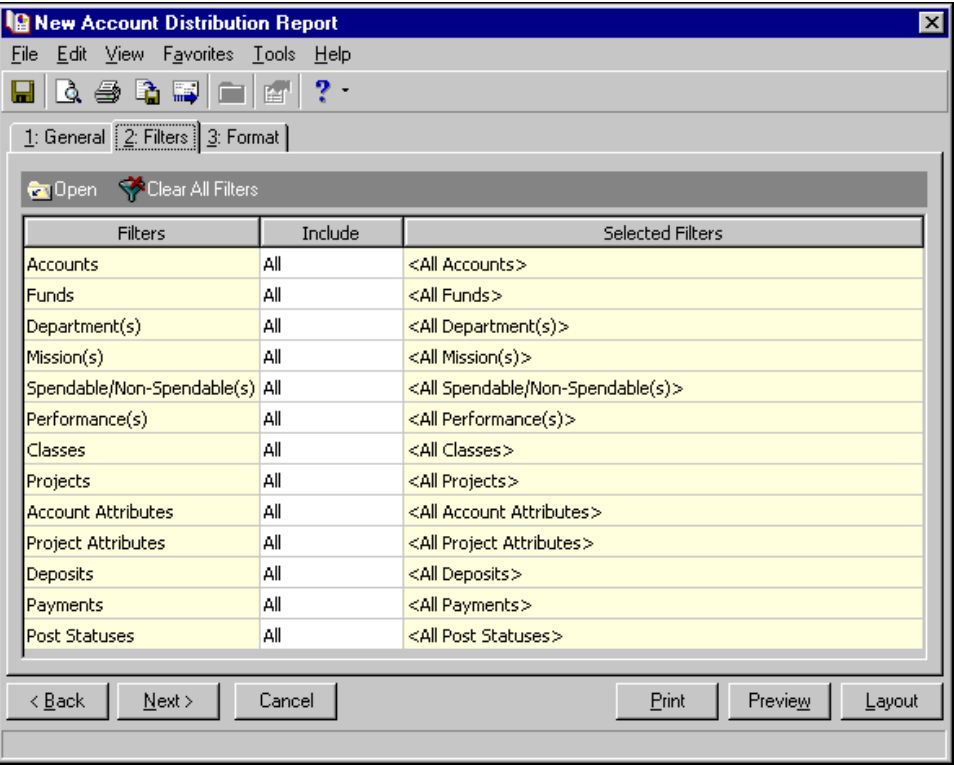 New Account Distribution Report
File Edit View Favorites Tools Help
?
1: General 2: Filters 3: Format
Open Clear All Filters
Filters Include Selected Filters
Accounts All <All Accounts>
Funds All <All Funds>
Department(s) All <All Department(s)>
Mission(s) All <All Mission(s)>
Spendable/Non-Spendable(s) All <All Spendable/Non-Spendable(s)>
Performance(s) All <All Performance(s)>
Classes All <All Classes>
Projects All <All Projects>
Account Attributes All <All Account Attributes>
Project Attributes All <All Project Attributes>
Deposits All <All Deposits>
Payments All <All Payments>
Post Statuses All <All Post Statuses>
< Back Next > Cancel Print Preview Layout